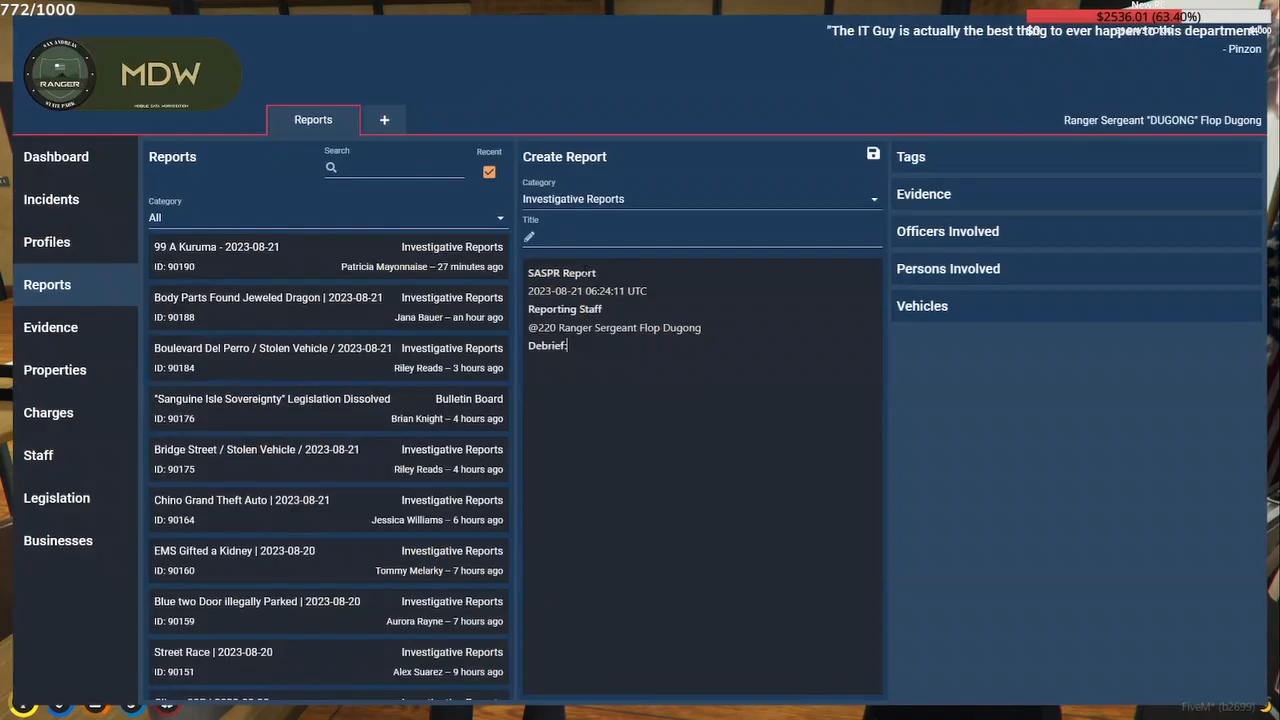 772/1000
New PC
$2536.01 (63.40%)
"The IT Guy is actually the best thing to ever happen to this department"
- Pinzon
SAN ANDREAS
RANGER
STATE PARK
MDW
MOBILE DATA WORKSTATION
Reports
+
Ranger Sergeant "DUGONG" Flop Dugong
Dashboard
Incidents
Profiles
Reports
Evidence
Properties
Charges
Staff
Legislation
Businesses
Reports
Search
Recent
Category
All
99 A Kuruma - 2023-08-21 Investigative Reports
ID: 90190 Patricia Mayonnaise – 27 minutes ago
Body Parts Found Jeweled Dragon | 2023-08-21 Investigative Reports
ID: 90188 Jana Bauer – an hour ago
Boulevard Del Perro / Stolen Vehicle / 2023-08-21 Investigative Reports
ID: 90184 Riley Reads – 3 hours ago
"Sanguine Isle Sovereignty" Legislation Dissolved Bulletin Board
ID: 90176 Brian Knight – 4 hours ago
Bridge Street / Stolen Vehicle / 2023-08-21 Investigative Reports
ID: 90175 Riley Reads – 4 hours ago
Chino Grand Theft Auto | 2023-08-21 Investigative Reports
ID: 90164 Jessica Williams – 6 hours ago
EMS Gifted a Kidney | 2023-08-20 Investigative Reports
ID: 90160 Tommy Melarky – 7 hours ago
Blue two Door illegally Parked | 2023-08-20 Investigative Reports
ID: 90159 Aurora Rayne – 7 hours ago
Street Race | 2023-08-20 Investigative Reports
ID: 90151 Alex Suarez – 9 hours ago
Create Report
Category
Investigative Reports
Title
SASPR Report
2023-08-21 06:24:11 UTC
Reporting Staff
@220 Ranger Sergeant Flop Dugong
Debrief:
Tags
Evidence
Officers Involved
Persons Involved
Vehicles
FiveM* (b2699)